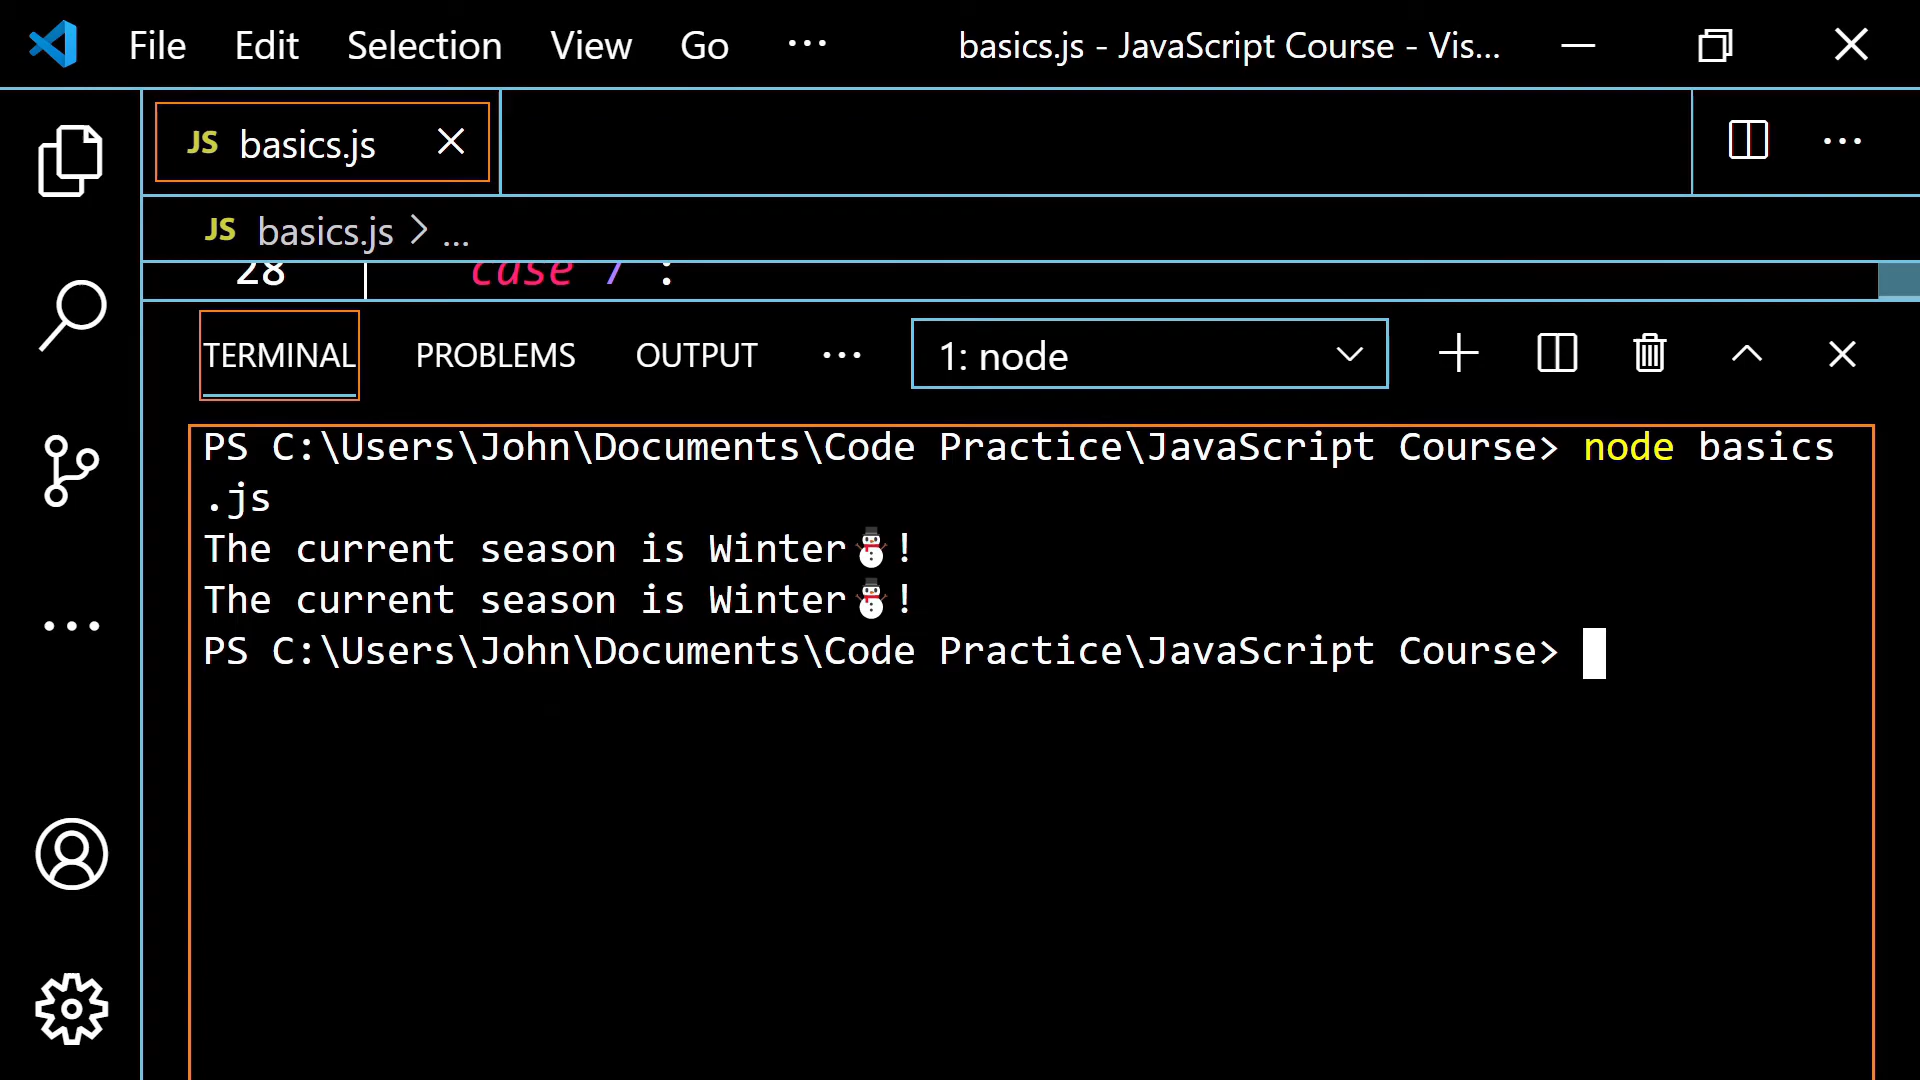 File Edit Selection View Go ··· basics.js - JavaScript Course - Vis...
JS basics.js
JS basics.js > ...
28 case 7 :
TERMINAL PROBLEMS OUTPUT ··· 1: node
PS C:\Users\John\Documents\Code Practice\JavaScript Course> node basics
.js
The current season is Winter⛄!
The current season is Winter⛄!
PS C:\Users\John\Documents\Code Practice\JavaScript Course>